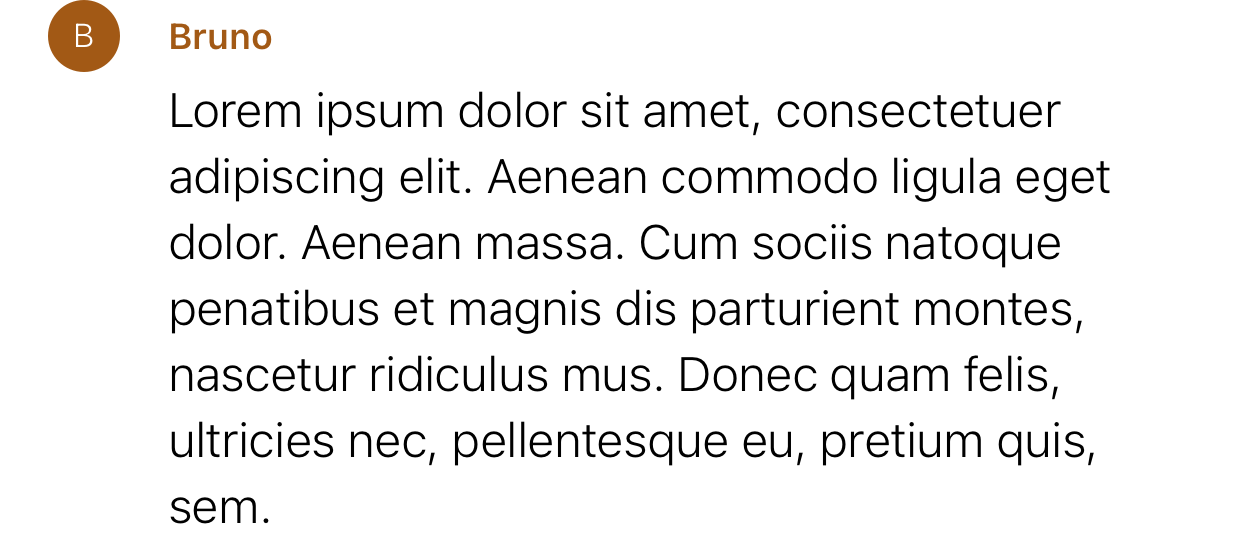 B
Bruno
Lorem ipsum dolor sit amet, consectetuer
adipiscing elit. Aenean commodo ligula eget
dolor. Aenean massa. Cum sociis natoque
penatibus et magnis dis parturient montes,
nascetur ridiculus mus. Donec quam felis,
ultricies nec, pellentesque eu, pretium quis,
sem.